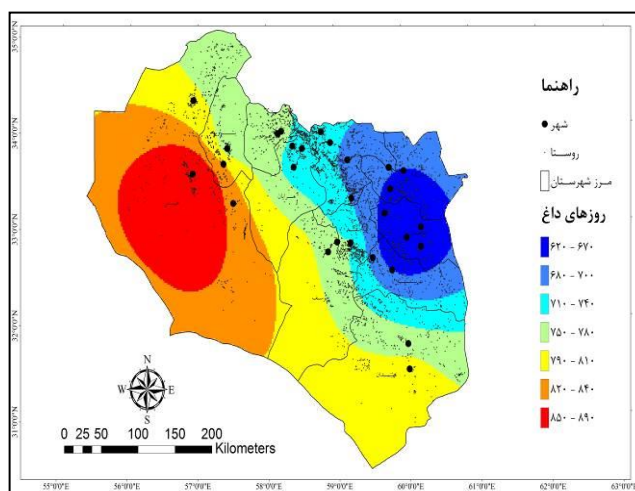 راهنما
شهر
روستا
مرز شهرستان
روزهای داغ
۶۲۰ - ۶۷۰
۶۸۰ - ۷۰۰
۷۱۰ - ۷۴۰
۷۵۰ - ۷۸۰
۷۹۰ - ۸۱۰
۸۲۰ - ۸۴۰
۸۵۰ - ۸۹۰
35°0'0"N
34°0'0"N
33°0'0"N
32°0'0"N
31°0'0"N
N
W E
S
0 25 50 100 150 200
Kilometers
55°0'0"E 56°0'0"E 57°0'0"E 58°0'0"E 59°0'0"E 60°0'0"E 61°0'0"E 62°0'0"E 63°0'0"E